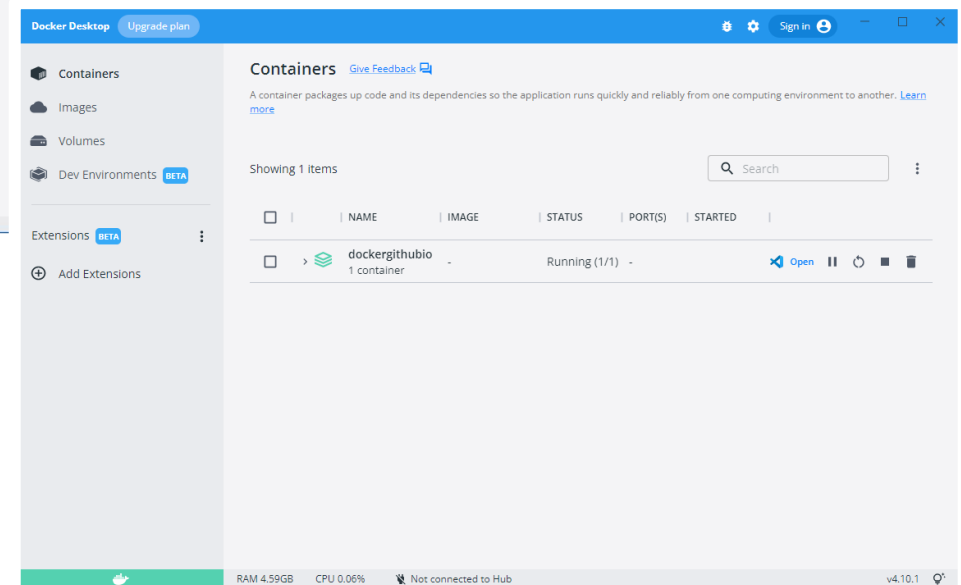 Docker Desktop Upgrade plan Sign in
Containers
Images
Volumes
Dev Environments BETA
Extensions BETA
Add Extensions
Containers Give Feedback
A container packages up code and its dependencies so the application runs quickly and reliably from one computing environment to another. Learn
more
Showing 1 items Search
NAME IMAGE STATUS PORT(S) STARTED
dockergithubio - Running (1/1) - Open
1 container
RAM 4.59GB CPU 0.06% Not connected to Hub v4.10.1